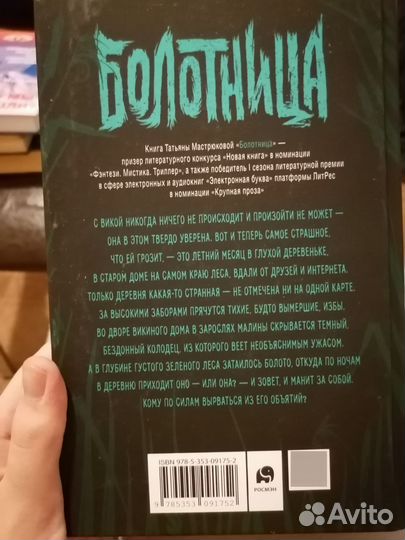 БОЛОТНИЦА
Книга Татьяны Мастрюковой «Болотница» —
призер литературного конкурса «Новая книга» в номинации
«Фэнтези. Мистика. Триллер», а также победитель I сезона литературной премии
в сфере электронных и аудиокниг «Электронная буква» платформы ЛитРес
в номинации «Крупная проза»
С ВИКОЙ НИКОГДА НИЧЕГО НЕ ПРОИСХОДИТ И ПРОИЗОЙТИ НЕ МОЖЕТ —
ОНА В ЭТОМ ТВЕРДО УВЕРЕНА. ВОТ И ТЕПЕРЬ САМОЕ СТРАШНОЕ,
ЧТО ЕЙ ГРОЗИТ, — ЭТО ЛЕТНИЙ МЕСЯЦ В ГЛУХОЙ ДЕРЕВЕНЬКЕ,
В СТАРОМ ДОМЕ НА САМОМ КРАЮ ЛЕСА, ВДАЛИ ОТ ДРУЗЕЙ И ИНТЕРНЕТА.
ТОЛЬКО ДЕРЕВНЯ КАКАЯ-ТО СТРАННАЯ — НЕ ОТМЕЧЕНА НИ НА ОДНОЙ КАРТЕ.
ЗА ВЫСОКИМИ ЗАБОРАМИ ПРЯЧУТСЯ ТИХИЕ, БУДТО ВЫМЕРШИЕ, ИЗБЫ.
ВО ДВОРЕ ВИКИНОГО ДОМА В ЗАРОСЛЯХ МАЛИНЫ СКРЫВАЕТСЯ ТЕМНЫЙ,
БЕЗДОННЫЙ КОЛОДЕЦ, ИЗ КОТОРОГО ВЕЕТ НЕОБЪЯСНИМЫМ УЖАСОМ.
А В ГЛУБИНЕ ГУСТОГО ЗЕЛЕНОГО ЛЕСА ЗАТАИЛОСЬ БОЛОТО, ОТКУДА ПО НОЧАМ
В ДЕРЕВНЮ ПРИХОДИТ ОНО — ИЛИ ОНА? — И ЗОВЕТ, И МАНИТ ЗА СОБОЙ.
КОМУ ПО СИЛАМ ВЫРВАТЬСЯ ИЗ ЕГО ОБЪЯТИЙ?
ISBN 978-5-353-09175-2
9 785353 091752
РОСМЭН
Avito